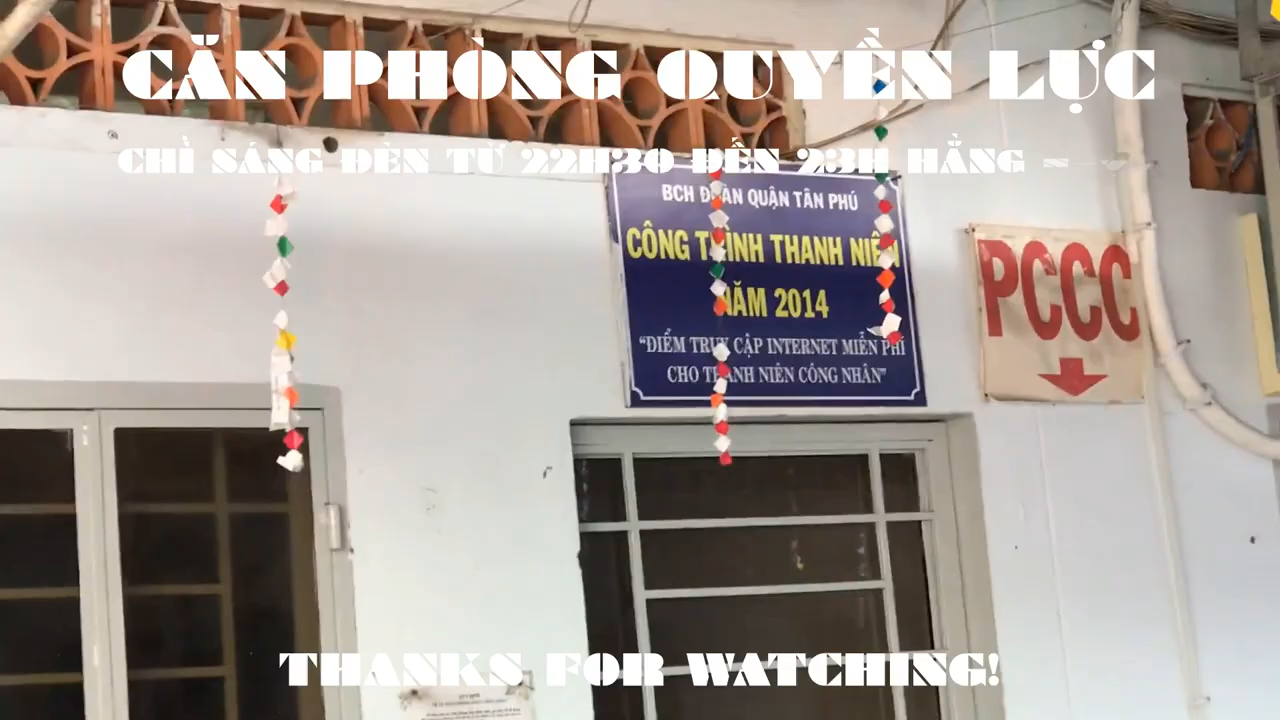 CĂN PHÒNG QUYỀN LỰC
CHỈ SÁNG ĐÈN TỪ 22H30 ĐẾN 23H HẰNG
BCH ĐOÀN QUẬN TÂN PHÚ
CÔNG TRÌNH THANH NIÊN
NĂM 2014
“ĐIỂM TRUY CẬP INTERNET MIỄN PHÍ
CHO THANH NIÊN CÔNG NHÂN”
PCCC
THANKS FOR WATCHING!